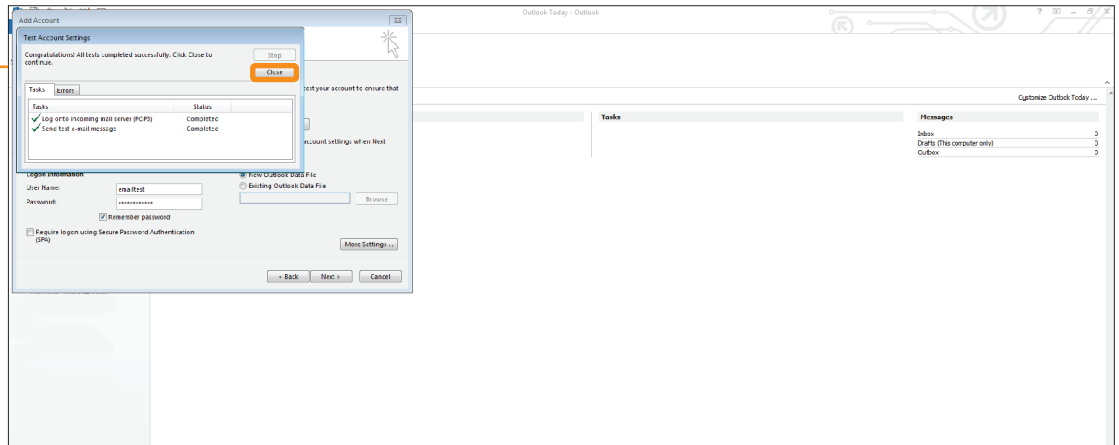 Outlook Today - Outlook
Add Account
Test Account Settings
Congratulations! All tests completed successfully. Click Close to
continue.
Stop
Close
Tasks
Errors
Tasks Status
Log onto incoming mail server (POP3) Completed
Send test e-mail message Completed
test your account to ensure that
account settings when Next
Logon Information
User Name:
emailtest
Password:
************
Remember password
Require logon using Secure Password Authentication
(SPA)
New Outlook Data File
Existing Outlook Data File
Browse
More Settings ...
< Back
Next >
Cancel
Customize Outlook Today ...
Tasks
Messages
Inbox 0
Drafts (This computer only) 0
Outbox 0